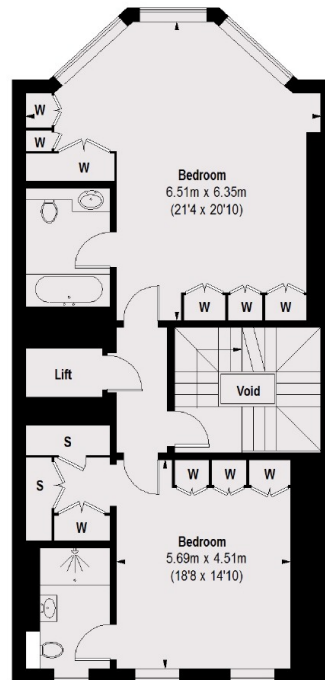 W
W
W
Bedroom
6.51m x 6.35m
(21'4 x 20'10)
W W W
Lift
Void
S
S
W
W W W
Bedroom
5.69m x 4.51m
(18'8 x 14'10)